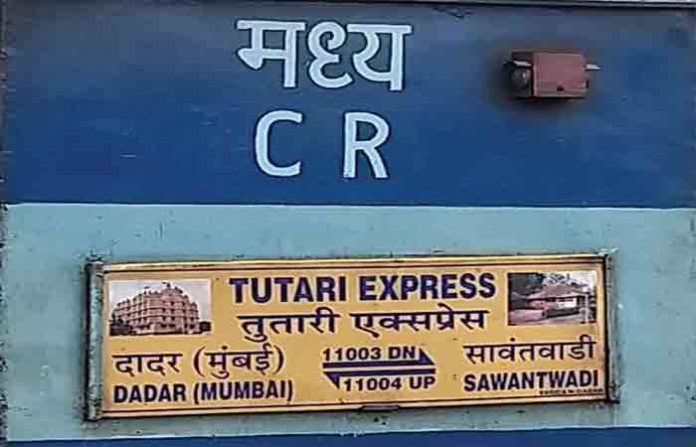 मध्य
C R
TUTARI EXPRESS
तुतारी एक्सप्रेस
दादर (मुंबई)
DADAR (MUMBAI)
11003 DN
11004 UP
सावंतवाडी
SAWANTWADI